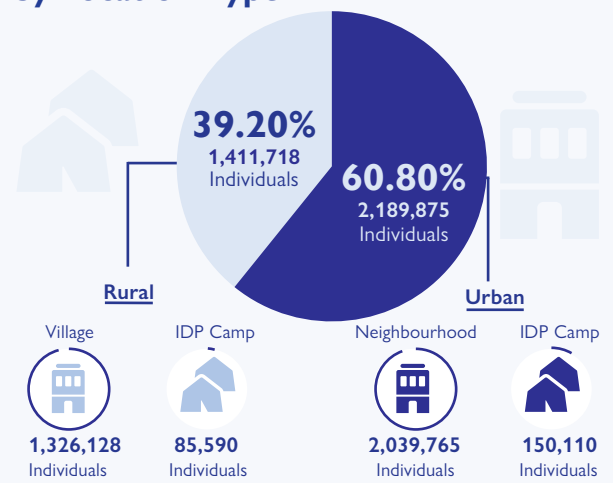 39.20%
1,411,718
Individuals
60.80%
2,189,875
Individuals
Rural
Urban
Village
IDP Camp
Neighbourhood
IDP Camp
1,326,128
Individuals
85,590
Individuals
2,039,765
Individuals
150,110
Individuals